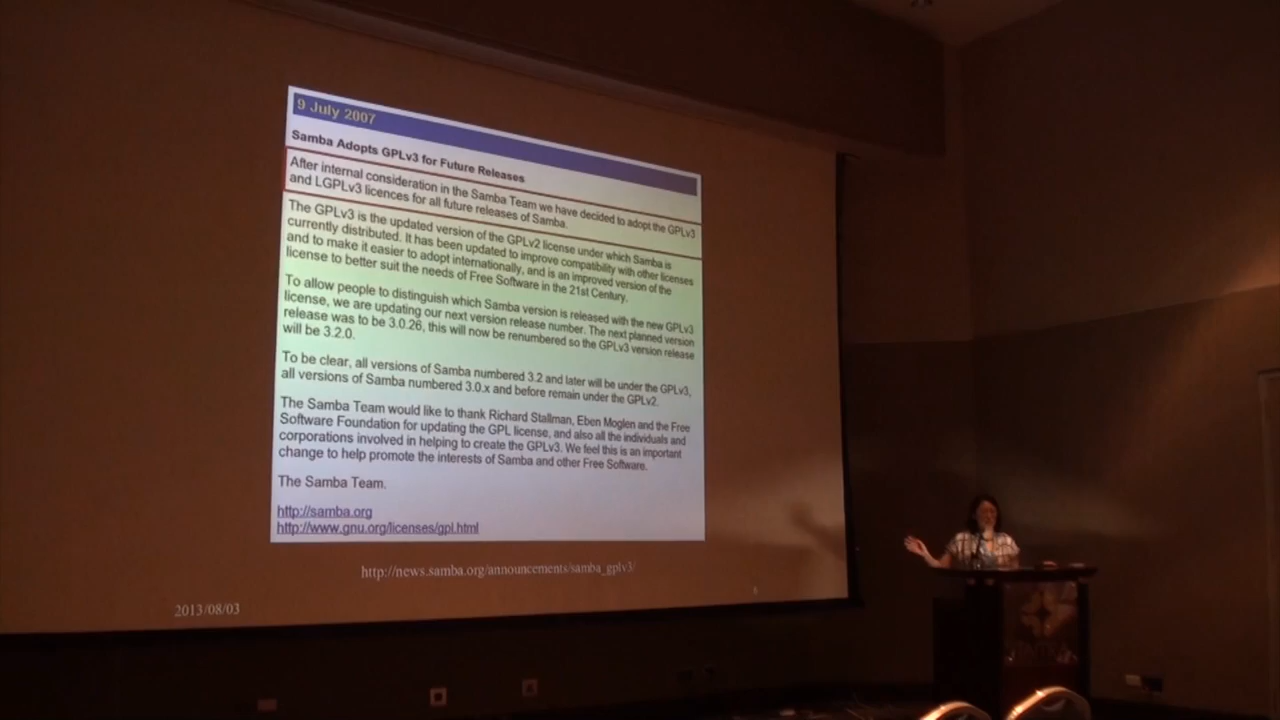 9 July 2007
Samba Adopts GPLv3 for Future Releases
After internal consideration in the Samba Team we have decided to adopt the GPLv3
and LGPLv3 licences for all future releases of Samba.
The GPLv3 is the updated version of the GPLv2 license under which Samba is
currently distributed. It has been updated to improve compatibility with other licenses
and to make it easier to adopt internationally, and is an improved version of the
license to better suit the needs of Free Software in the 21st Century.
To allow people to distinguish which Samba version is released with the new GPLv3
license, we are updating our next version release number. The next planned version
release was to be 3.0.26, this will now be renumbered so the GPLv3 version release
will be 3.2.0.
To be clear, all versions of Samba numbered 3.2 and later will be under the GPLv3,
all versions of Samba numbered 3.0.x and before remain under the GPLv2.
The Samba Team would like to thank Richard Stallman, Eben Moglen and the Free
Software Foundation for updating the GPL license, and also all the individuals and
corporations involved in helping to create the GPLv3. We feel this is an important
change to help promote the interests of Samba and other Free Software.
The Samba Team.
http://samba.org
http://www.gnu.org/licenses/gpl.html
http://news.samba.org/announcements/samba_gplv3/
2013/08/03